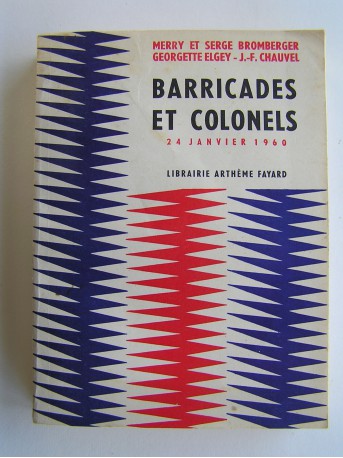 MERRY ET SERGE BROMBERGER
GEORGETTE ELGEY - J.-F. CHAUVEL
BARRICADES
ET COLONELS
24 JANVIER 1960
LIBRAIRIE ARTHÈME FAYARD